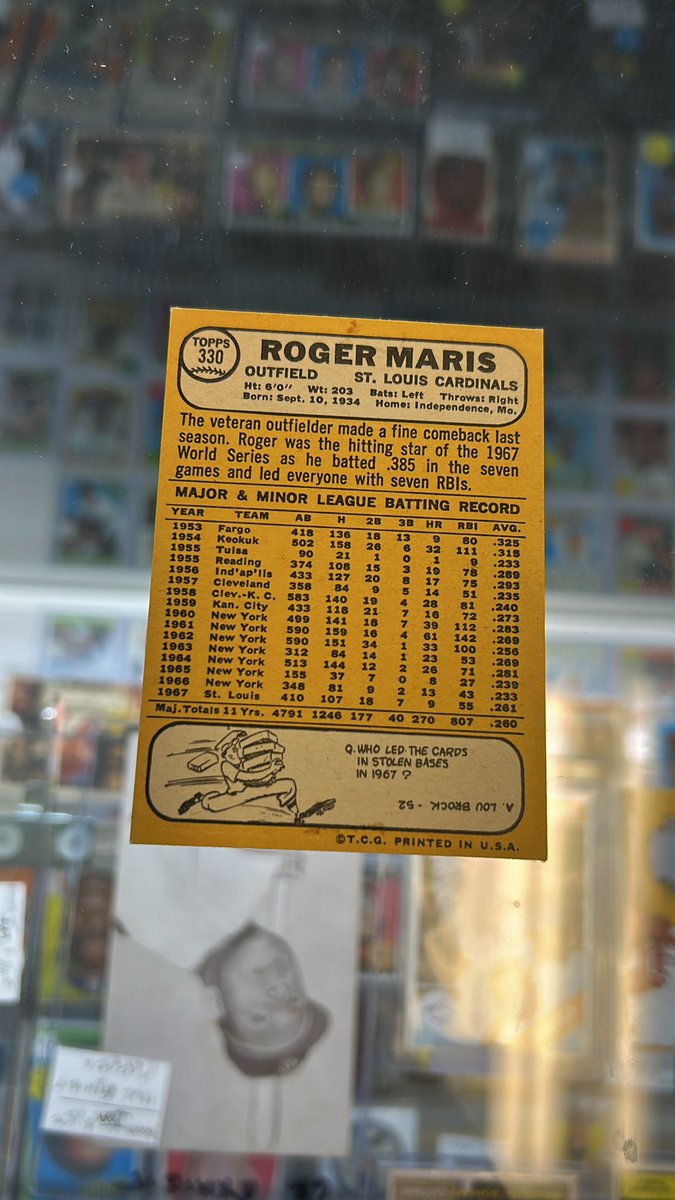 TOPPS
330
ROGER MARIS
OUTFIELD ST. LOUIS CARDINALS
Ht: 6'0" Wt: 203 Bats: Left Throws: Right
Born: Sept. 10, 1934 Home: Independence, Mo.
The veteran outfielder made a fine comeback last
season. Roger was the hitting star of the 1967
World Series as he batted .385 in the seven
games and led everyone with seven RBIs.
MAJOR & MINOR LEAGUE BATTING RECORD
YEAR TEAM AB H 2B 3B HR RBI AVG.
1953 Fargo 418 136 18 13 9 80 .325
1954 Keokuk 502 158 26 6 32 111 .315
1955 Tulsa 90 21 1 0 1 9 .233
1955 Reading 374 108 15 3 19 78 .289
1956 Ind'ap'lis 433 127 20 8 17 75 .293
1957 Cleveland 358 84 9 5 14 51 .235
1958 Clev.-K. C. 583 140 19 4 28 81 .240
1959 Kan. City 433 118 21 7 16 72 .273
1960 New York 499 141 18 7 39 112 .283
1961 New York 590 159 16 4 61 142 .269
1962 New York 590 151 34 1 33 100 .256
1963 New York 312 84 14 1 23 53 .269
1964 New York 513 144 12 2 26 71 .281
1965 New York 155 37 7 0 8 27 .239
1966 New York 348 81 9 2 13 43 .233
1967 St. Louis 410 107 18 7 9 55 .261
Maj. Totals 11 Yrs. 4791 1246 177 40 270 807 .260
Q. WHO LED THE CARDS
IN STOLEN BASES
IN 1967 ?
A. LOU BROCK - 52
©T.C.G. PRINTED IN U.S.A.